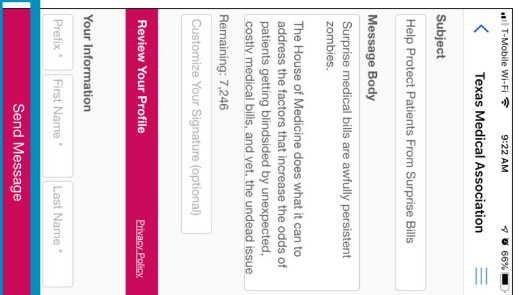 T-Mobile Wi-Fi 9:22 AM 66%
Texas Medical Association
Subject
Help Protect Patients From Surprise Bills
Message Body
Surprise medical bills are awfully persistent
zombies.
The House of Medicine does what it can to
address the factors that increase the odds of
patients getting blindsided by unexpected,
costly medical bills, and yet, the undead issue
Remaining: 7,246
Customize Your Signature (optional)
Review Your Profile Privacy Policy
Your Information
Prefix * First Name * Last Name *
Send Message